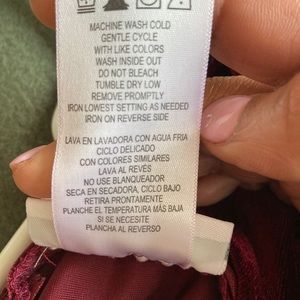 MACHINE WASH COLD
GENTLE CYCLE
WITH LIKE COLORS
WASH INSIDE OUT
DO NOT BLEACH
TUMBLE DRY LOW
REMOVE PROMPTLY
IRON LOWEST SETTING AS NEEDED
IRON ON REVERSE SIDE
LAVA EN LAVADORA CON AGUA FRIA
CICLO DELICADO
CON COLORES SIMILARES
LAVA AL REVÉS
NO USE BLANQUEADOR
SECA EN SECADORA, CICLO BAJO
RETIRA PRONTAMENTE
PLANCHE EL TEMPERATURA MÁS BAJA
SI SE NECESITE
PLANCHA AL REVERSO